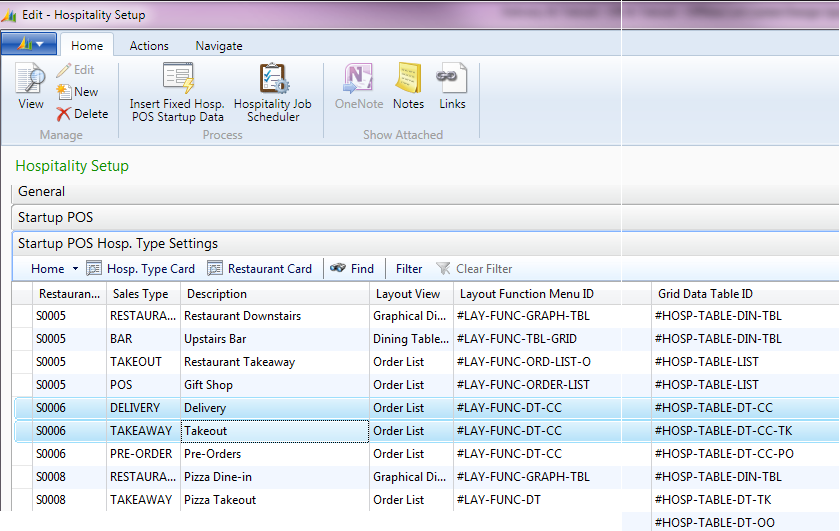 Edit - Hospitality Setup
Home Actions Navigate
View Edit New Delete
Insert Fixed Hosp. POS Startup Data
Hospitality Job Scheduler
OneNote Notes Links
Manage Process Show Attached
Hospitality Setup
General
Startup POS
Startup POS Hosp. Type Settings
Home Hosp. Type Card Restaurant Card Find Filter Clear Filter
Restauran... Sales Type Description Layout View Layout Function Menu ID Grid Data Table ID
S0005 RESTAURA... Restaurant Downstairs Graphical Di... #LAY-FUNC-GRAPH-TBL #HOSP-TABLE-DIN-TBL
S0005 BAR Upstairs Bar Dining Table... #LAY-FUNC-TBL-GRID #HOSP-TABLE-DIN-TBL
S0005 TAKEOUT Restaurant Takeaway Order List #LAY-FUNC-ORD-LIST-O #HOSP-TABLE-LIST
S0005 POS Gift Shop Order List #LAY-FUNC-ORDER-LIST #HOSP-TABLE-LIST
S0006 DELIVERY Delivery Order List #LAY-FUNC-DT-CC #HOSP-TABLE-DT-CC
S0006 TAKEAWAY Takeout Order List #LAY-FUNC-DT-CC #HOSP-TABLE-DT-CC-TK
S0006 PRE-ORDER Pre-Orders Order List #LAY-FUNC-DT-CC #HOSP-TABLE-DT-CC-PO
S0008 RESTAURA... Pizza Dine-in Graphical Di... #LAY-FUNC-GRAPH-TBL #HOSP-TABLE-DIN-TBL
S0008 TAKEAWAY Pizza Takeout Order List #LAY-FUNC-DT #HOSP-TABLE-DT-TK
#HOSP-TABLE-DT-OO